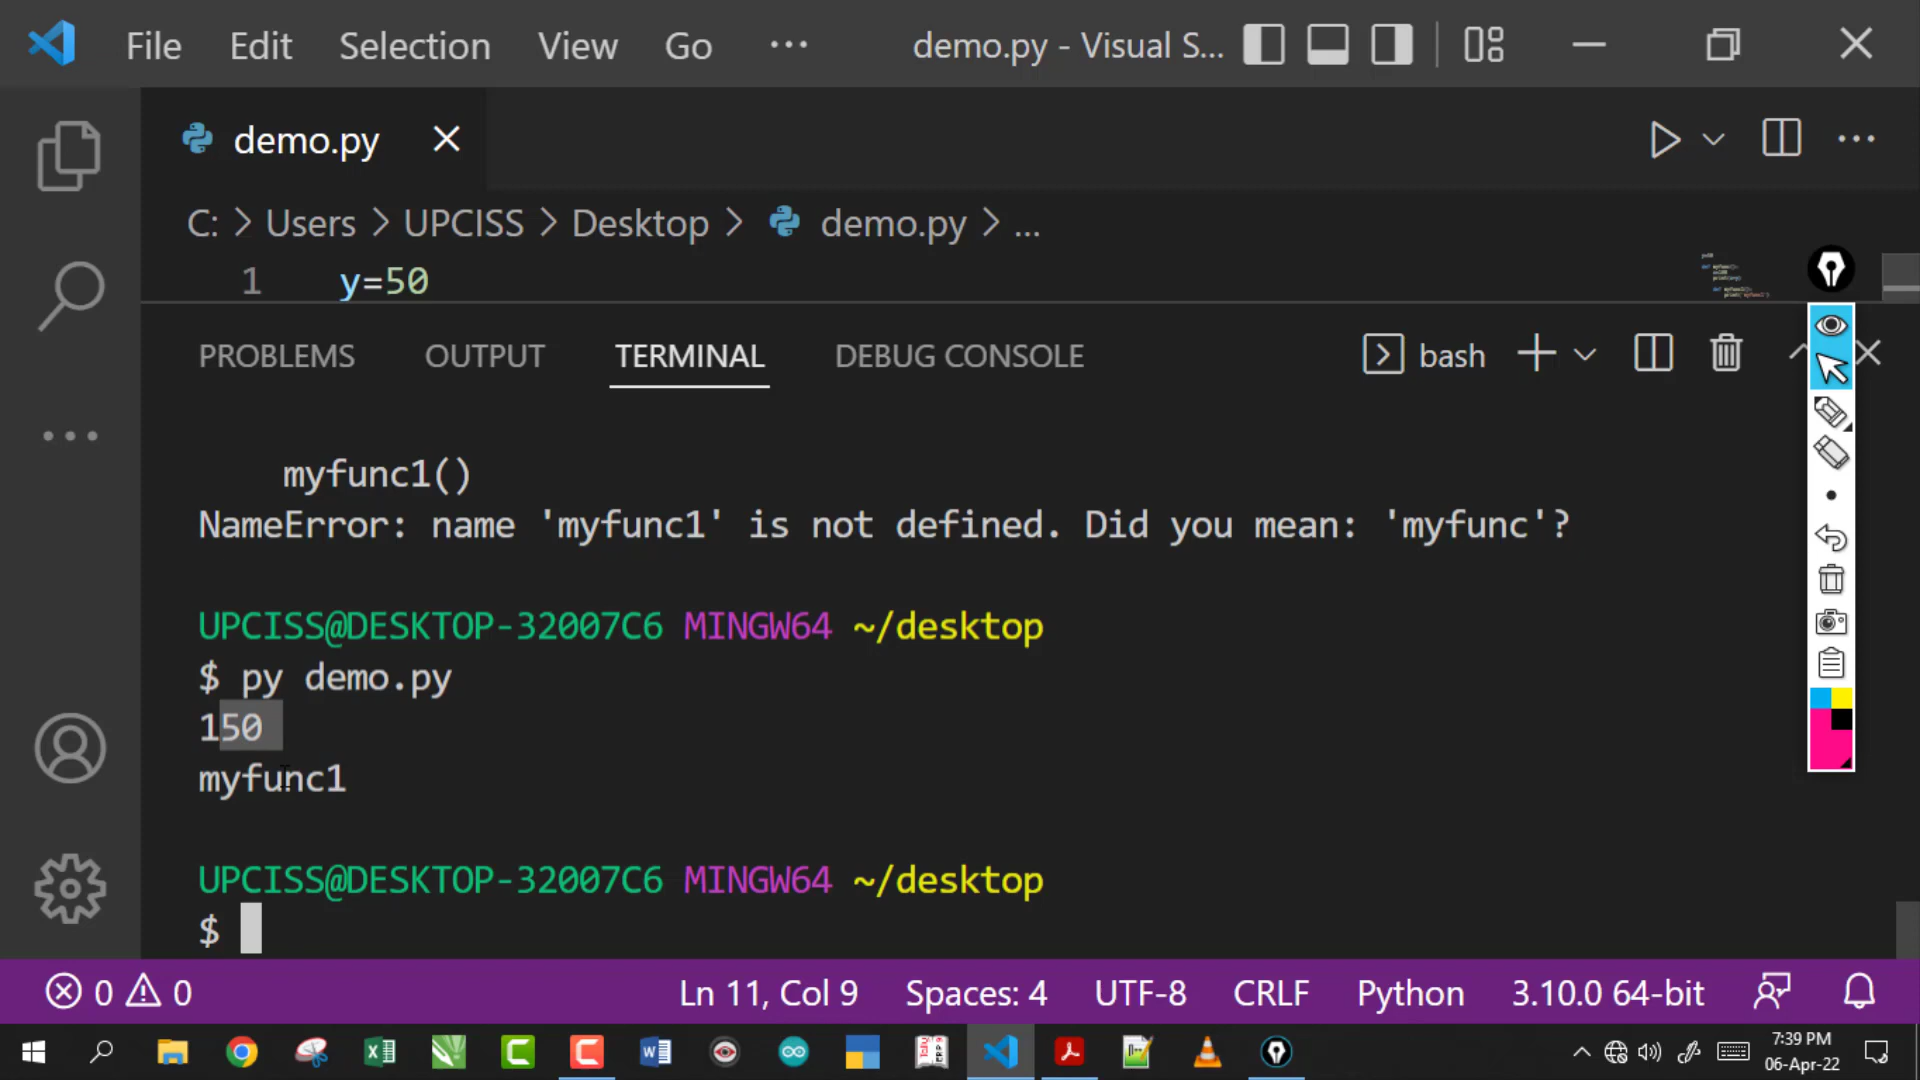 File Edit Selection View Go ··· demo.py - Visual S...
demo.py
C: > Users > UPCISS > Desktop > demo.py > ...
1 y=50
PROBLEMS OUTPUT TERMINAL DEBUG CONSOLE bash
myfunc1()
NameError: name 'myfunc1' is not defined. Did you mean: 'myfunc'?
UPCISS@DESKTOP-32007C6 MINGW64 ~/desktop
$ py demo.py
150
myfunc1
UPCISS@DESKTOP-32007C6 MINGW64 ~/desktop
$
0 0 Ln 11, Col 9 Spaces: 4 UTF-8 CRLF Python 3.10.0 64-bit
7:39 PM
06-Apr-22